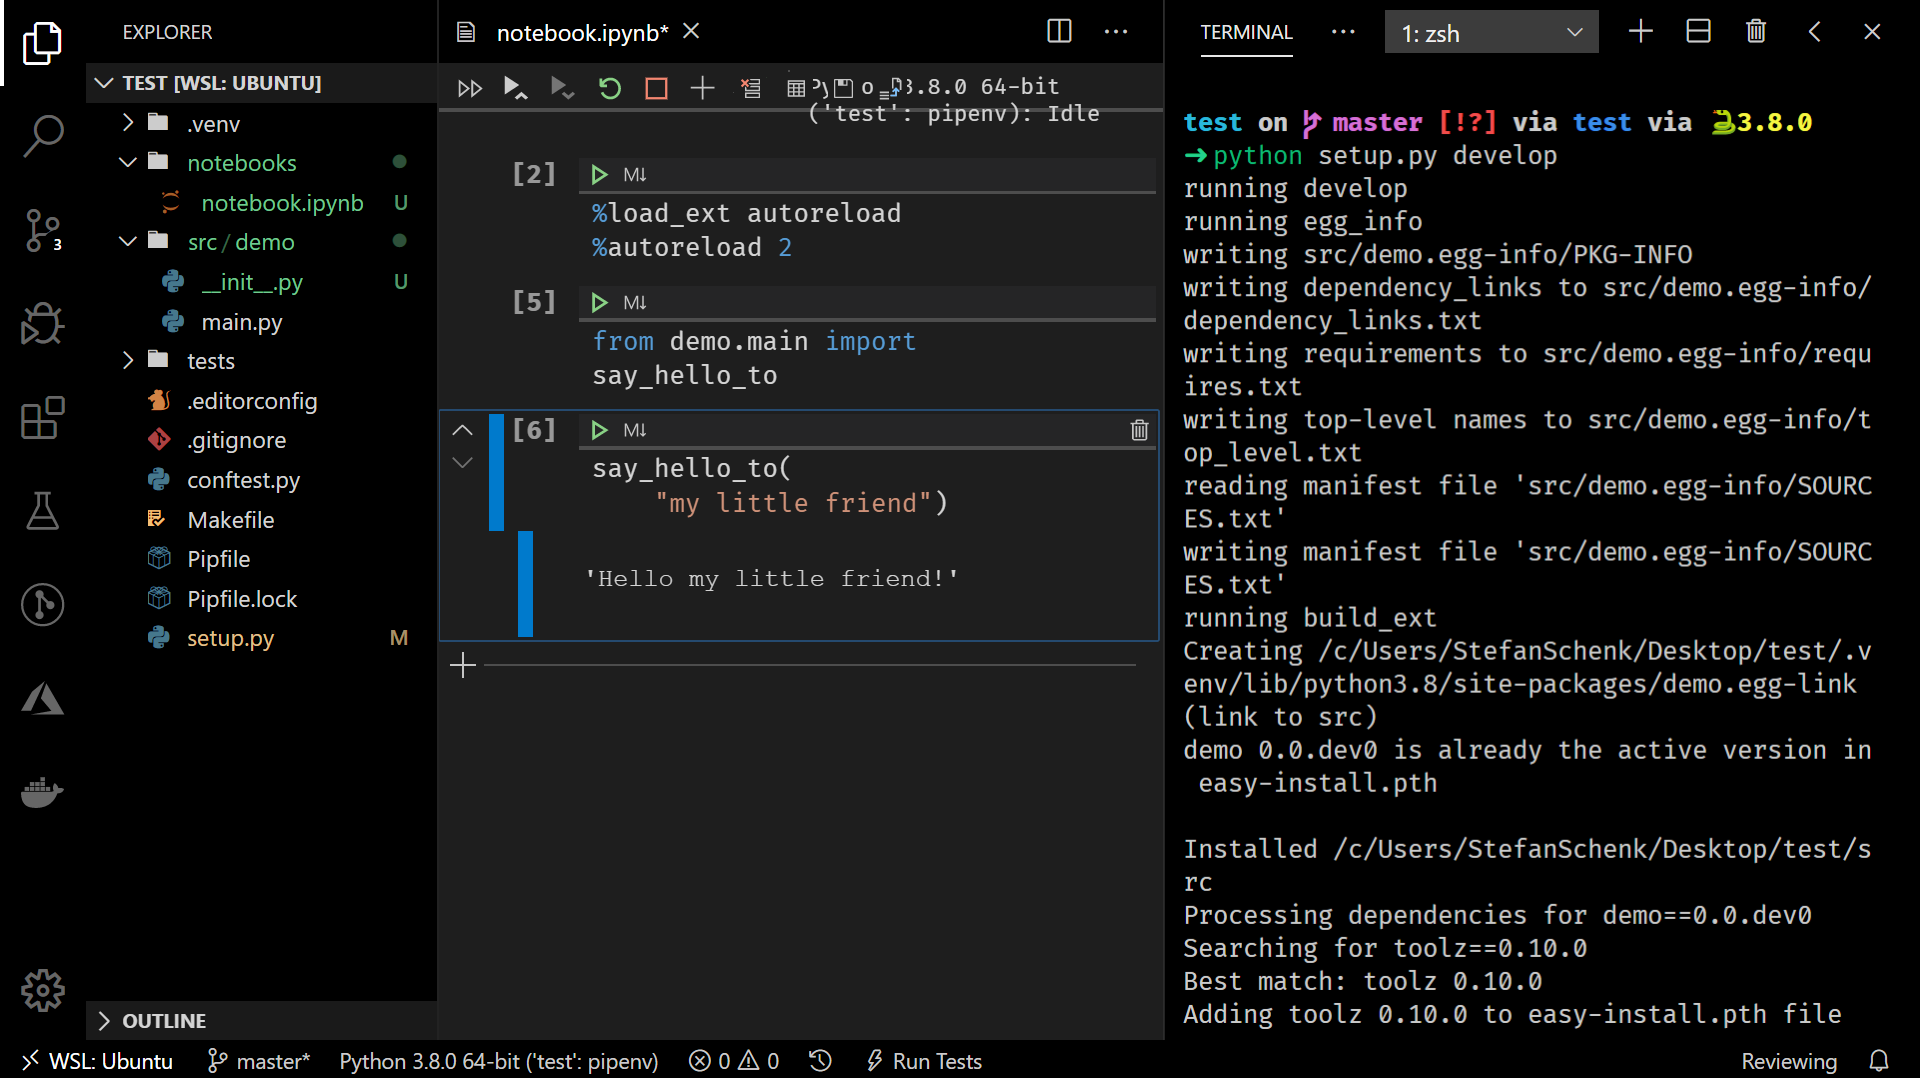 EXPLORER
TEST [WSL: UBUNTU]
.venv
notebooks
notebook.ipynb U
src / demo
__init__.py U
main.py
tests
.editorconfig
.gitignore
conftest.py
Makefile
Pipfile
Pipfile.lock
setup.py M
OUTLINE
3
notebook.ipynb*
3.8.0 64-bit
('test': pipenv): Idle
[2] M↓
%load_ext autoreload
%autoreload 2
[5] M↓
from demo.main import
say_hello_to
[6] M↓
say_hello_to(
"my little friend")
'Hello my little friend!'
TERMINAL
1: zsh
test on master [!?] via test via 3.8.0
➜ python setup.py develop
running develop
running egg_info
writing src/demo.egg-info/PKG-INFO
writing dependency_links to src/demo.egg-info/
dependency_links.txt
writing requirements to src/demo.egg-info/requ
ires.txt
writing top-level names to src/demo.egg-info/t
op_level.txt
reading manifest file 'src/demo.egg-info/SOURC
ES.txt'
writing manifest file 'src/demo.egg-info/SOURC
ES.txt'
running build_ext
Creating /c/Users/StefanSchenk/Desktop/test/.v
env/lib/python3.8/site-packages/demo.egg-link
(link to src)
demo 0.0.dev0 is already the active version in
easy-install.pth
Installed /c/Users/StefanSchenk/Desktop/test/s
rc
Processing dependencies for demo==0.0.dev0
Searching for toolz==0.10.0
Best match: toolz 0.10.0
Adding toolz 0.10.0 to easy-install.pth file
WSL: Ubuntu master* Python 3.8.0 64-bit ('test': pipenv) 0 0 Run Tests Reviewing